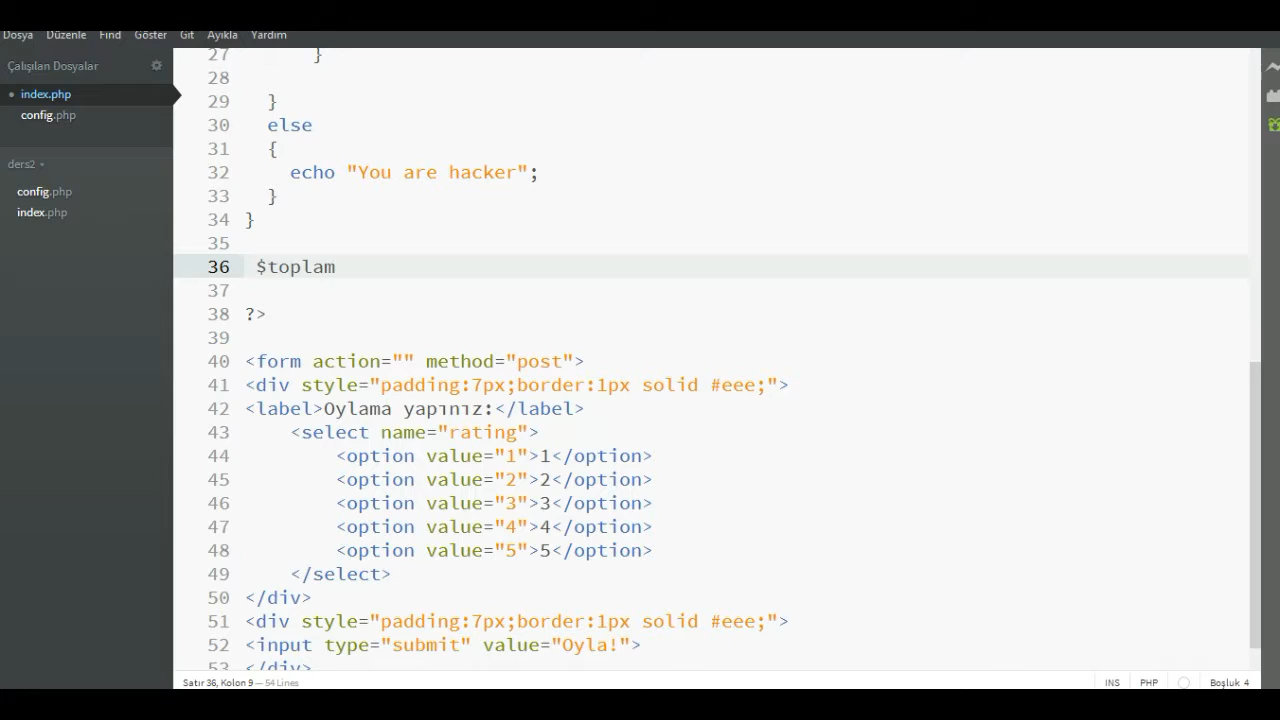 Dosya Düzenle Find Göster Git Ayıkla Yardım
Çalışılan Dosyalar
index.php
config.php
ders2
config.php
index.php
27 }
28
29 }
30 else
31 {
32 echo "You are hacker";
33 }
34 }
35
36 $toplam
37
38 ?>
39
40 <form action="" method="post">
41 <div style="padding:7px;border:1px solid #eee;">
42 <label>Oylama yapınız:</label>
43 <select name="rating">
44 <option value="1">1</option>
45 <option value="2">2</option>
46 <option value="3">3</option>
47 <option value="4">4</option>
48 <option value="5">5</option>
49 </select>
50 </div>
51 <div style="padding:7px;border:1px solid #eee;">
52 <input type="submit" value="Oyla!">
53 </div>
Satır 36, Kolon 9 — 54 Lines INS PHP Boşluk 4